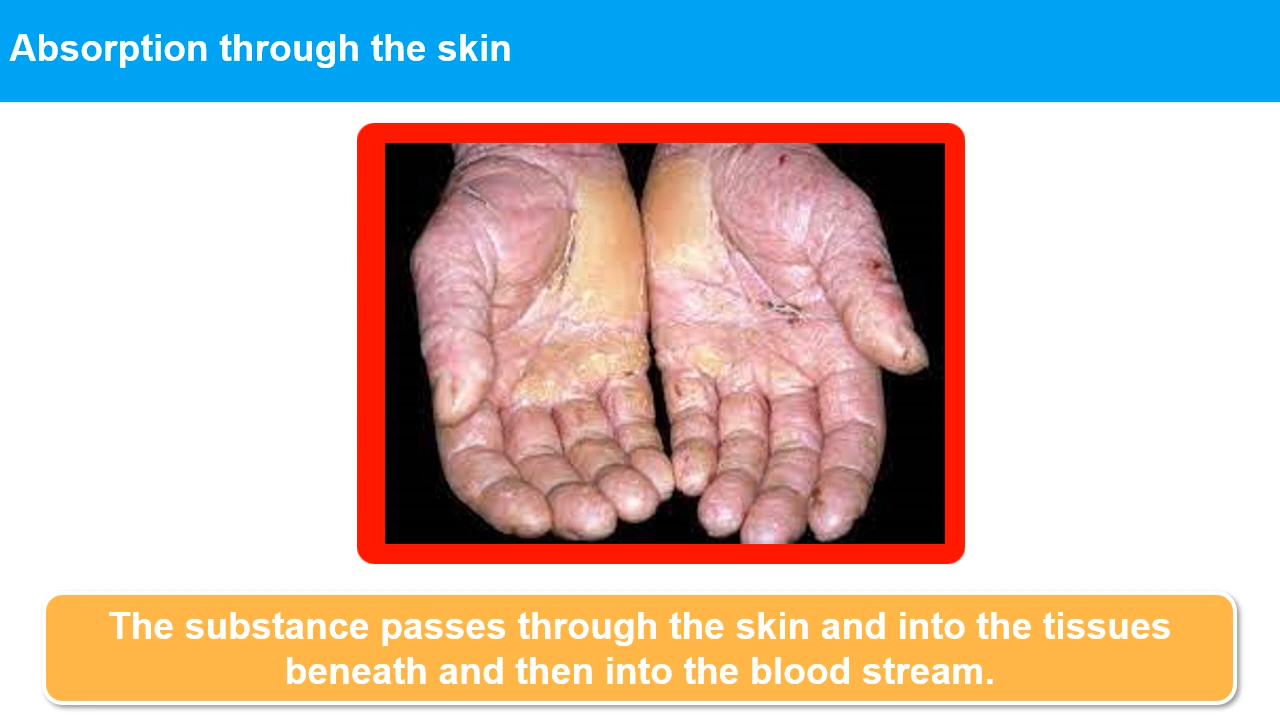 Absorption through the skin
The substance passes through the skin and into the tissues
beneath and then into the blood stream.